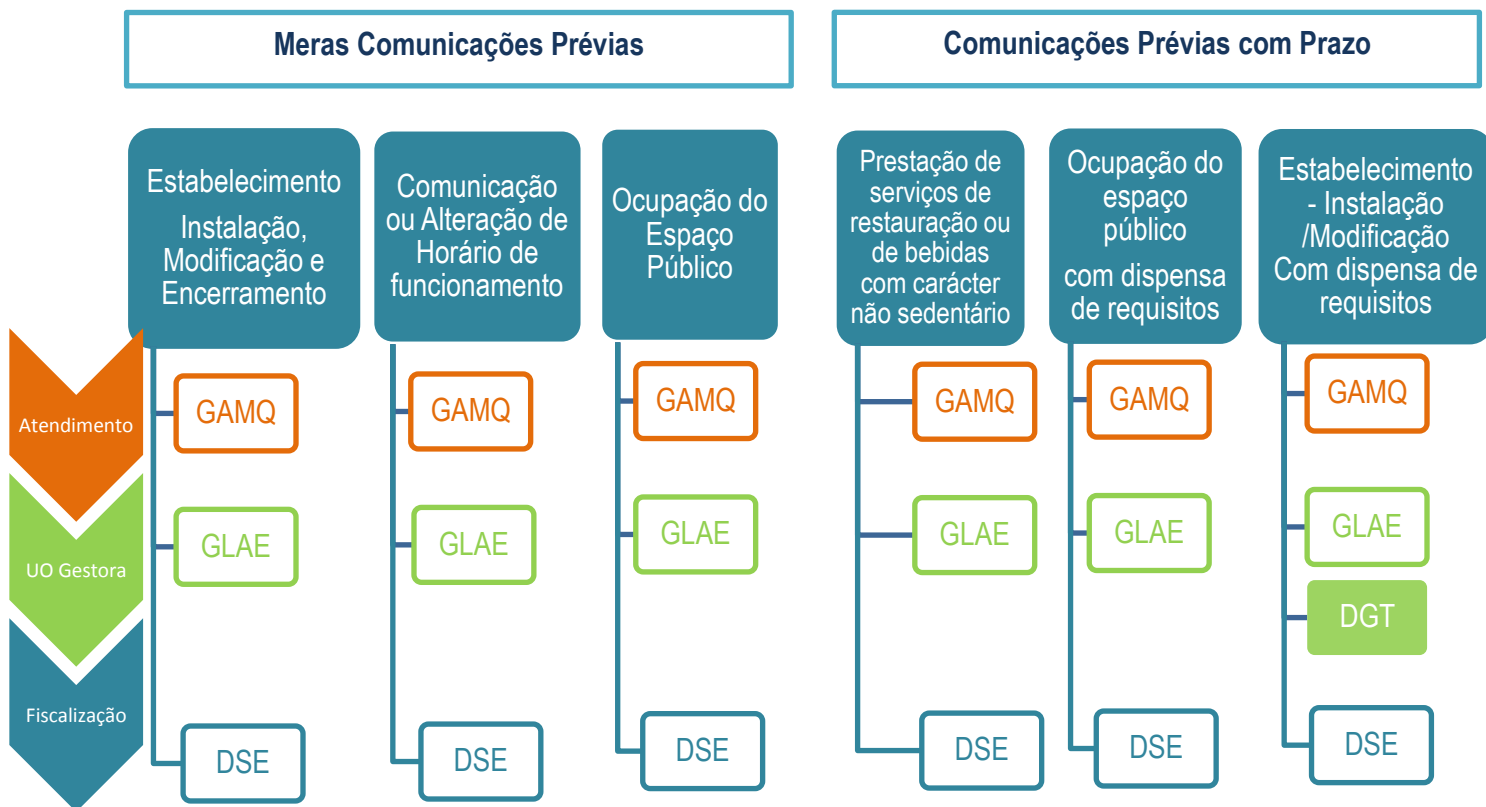 Meras Comunicações Prévias
Comunicações Prévias com Prazo
Estabelecimento
Instalação,
Modificação e
Encerramento
Comunicação
ou Alteração de
Horário de
funcionamento
Ocupação do
Espaço
Público
Prestação de
serviços de
restauração ou
de bebidas
com carácter
não sedentário
Ocupação do
espaço
público
com dispensa
de requisitos
Estabelecimento
- Instalação
/Modificação
Com dispensa de
requisitos
Atendimento
GAMQ
GAMQ
GAMQ
GAMQ
GAMQ
GAMQ
UO Gestora
GLAE
GLAE
GLAE
GLAE
GLAE
GLAE
DGT
Fiscalização
DSE
DSE
DSE
DSE
DSE
DSE